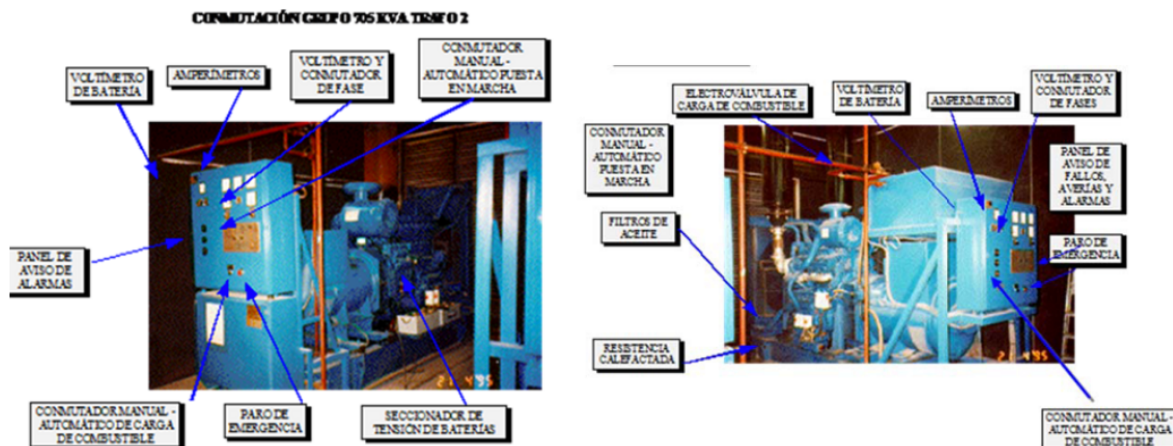 CONMUTACIÓN GRUPO 705 KVA TRAFO 2
VOLTÍMETRO
DE BATERÍA
AMPERÍMETROS
VOLTÍMETRO Y
CONMUTADOR
DE FASE
CONMUTADOR
MANUAL -
AUTOMÁTICO PUESTA
EN MARCHA
PANEL DE
AVISO DE
ALARMAS
CONMUTADOR MANUAL -
AUTOMÁTICO DE CARGA
DE COMBUSTIBLE
PARO DE
EMERGENCIA
SECCIONADOR DE
TENSIÓN DE BATERÍAS
ELECTROVÁLVULA DE
CARGA DE COMBUSTIBLE
VOLTÍMETRO
DE BATERÍA
AMPERÍMETROS
VOLTÍMETRO Y
CONMUTADOR
DE FASES
CONMUTADOR
MANUAL -
AUTOMÁTICO
PUESTA EN
MARCHA
PANEL DE
AVISO DE
FALLOS,
AVERÍAS Y
ALARMAS
FILTROS DE
ACEITE
PARO DE
EMERGENCIA
RESISTENCIA
CALEFACTADA
CONMUTADOR MANUAL -
AUTOMÁTICO DE CARGA
DE COMBUSTIBLE